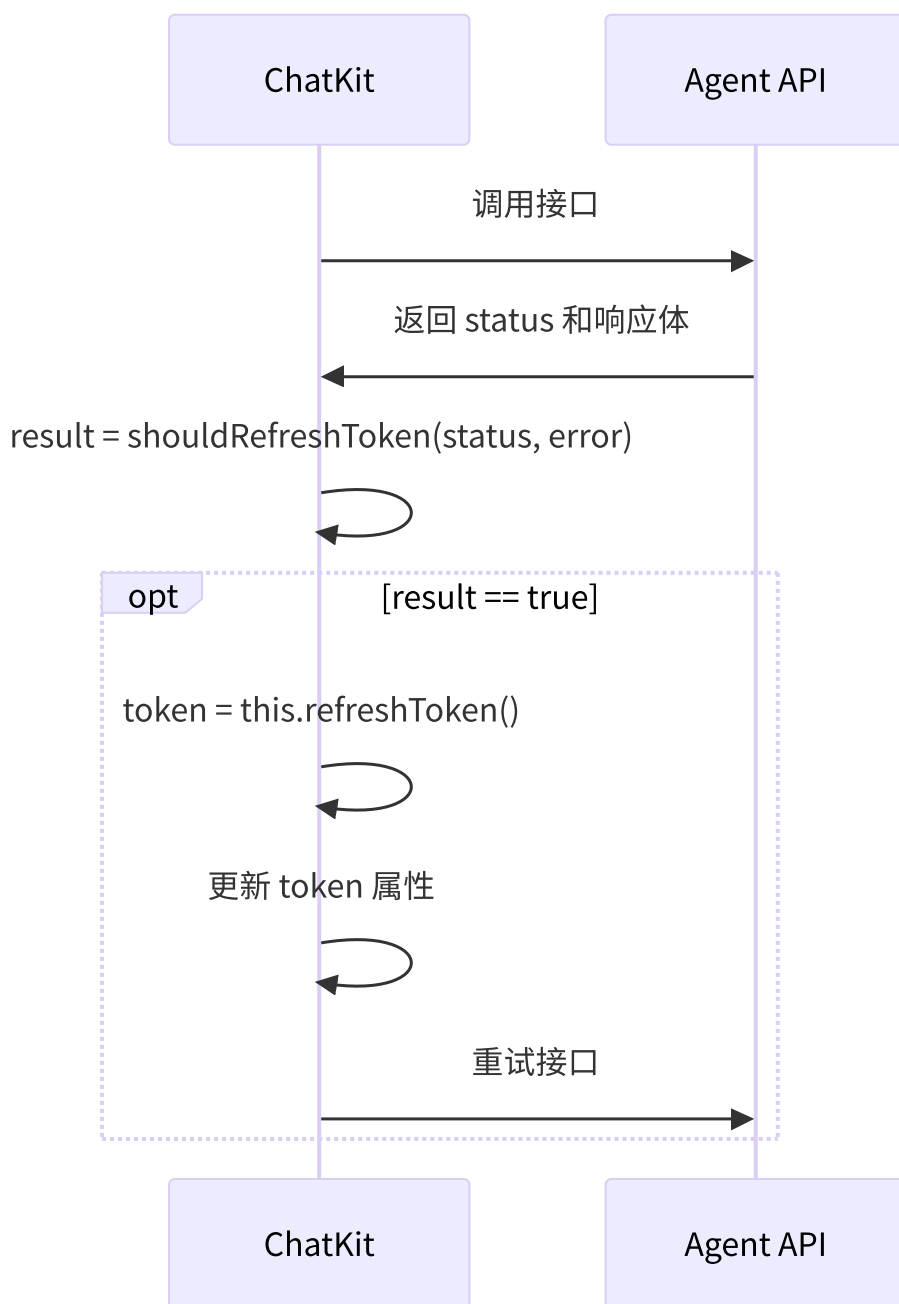 ChatKit
Agent API
调用接口
返回 status 和响应体
result = shouldRefreshToken(status, error)
opt
[result == true]
token = this.refreshToken()
更新 token 属性
重试接口
ChatKit
Agent API